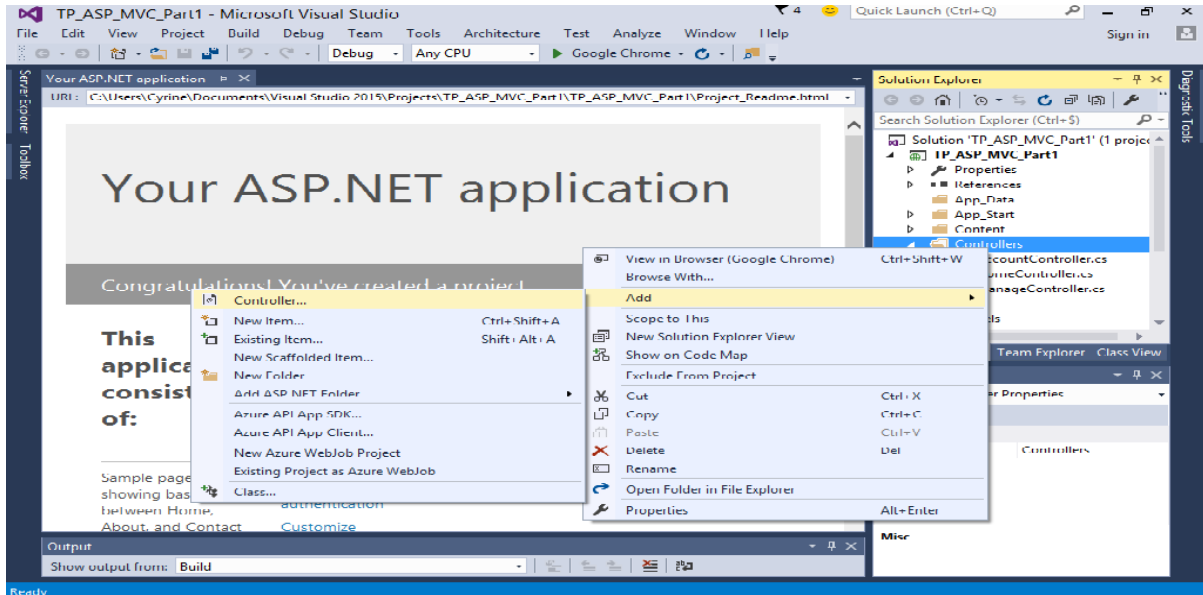 TP_ASP_MVC_Part1 - Microsoft Visual Studio
4
Quick Launch (Ctrl+Q)
File Edit View Project Build Debug Team Tools Architecture Test Analyze Window Help
Sign in
Debug Any CPU Google Chrome
Server Explorer
Toolbox
Your ASP.NET application
URL: C:\Users\Cyrine\Documents\Visual Studio 2015\Projects\TP_ASP_MVC_Part1\TP_ASP_MVC_Part1\Project_Readme.html
Your ASP.NET application
Congratulations! You've created a project
This
applica
consist
of:
Sample page
showing bas
between Home,
About, and Contact
authentication
Customize
Controller...
New Item... Ctrl+Shift+A
Existing Item... Shift+Alt+A
New Scaffolded Item...
New Folder
Add ASP.NET Folder
Azure API App SDK...
Azure API App Client...
New Azure WebJob Project
Existing Project as Azure WebJob
Class...
View in Browser (Google Chrome) Ctrl+Shift+W
Browse With...
Add
Scope to This
New Solution Explorer View
Show on Code Map
Exclude From Project
Cut Ctrl+X
Copy Ctrl+C
Paste Ctrl+V
Delete Del
Rename
Open Folder in File Explorer
Properties Alt+Enter
Solution Explorer
Search Solution Explorer (Ctrl+$)
Solution 'TP_ASP_MVC_Part1' (1 projec
TP_ASP_MVC_Part1
Properties
References
App_Data
App_Start
Content
Controllers
ccountController.cs
omeController.cs
anageController.cs
ls
Team Explorer Class View
er Properties
Controllers
Misc
Diagnostic Tools
Output
Show output from: Build
Ready